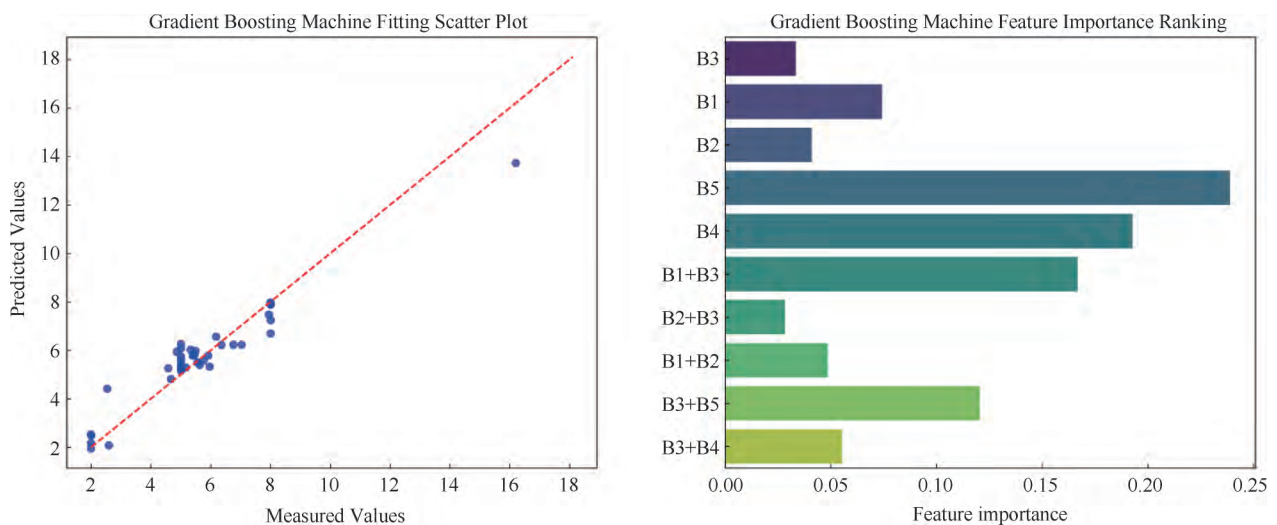 Gradient Boosting Machine Fitting Scatter Plot
18
16
14
12
10
8
6
4
2
Predicted Values
2 4 6 8 10 12 14 16 18
Measured Values
Gradient Boosting Machine Feature Importance Ranking
B3
B1
B2
B5
B4
B1+B3
B2+B3
B1+B2
B3+B5
B3+B4
0.00 0.05 0.10 0.15 0.20 0.25
Feature importance